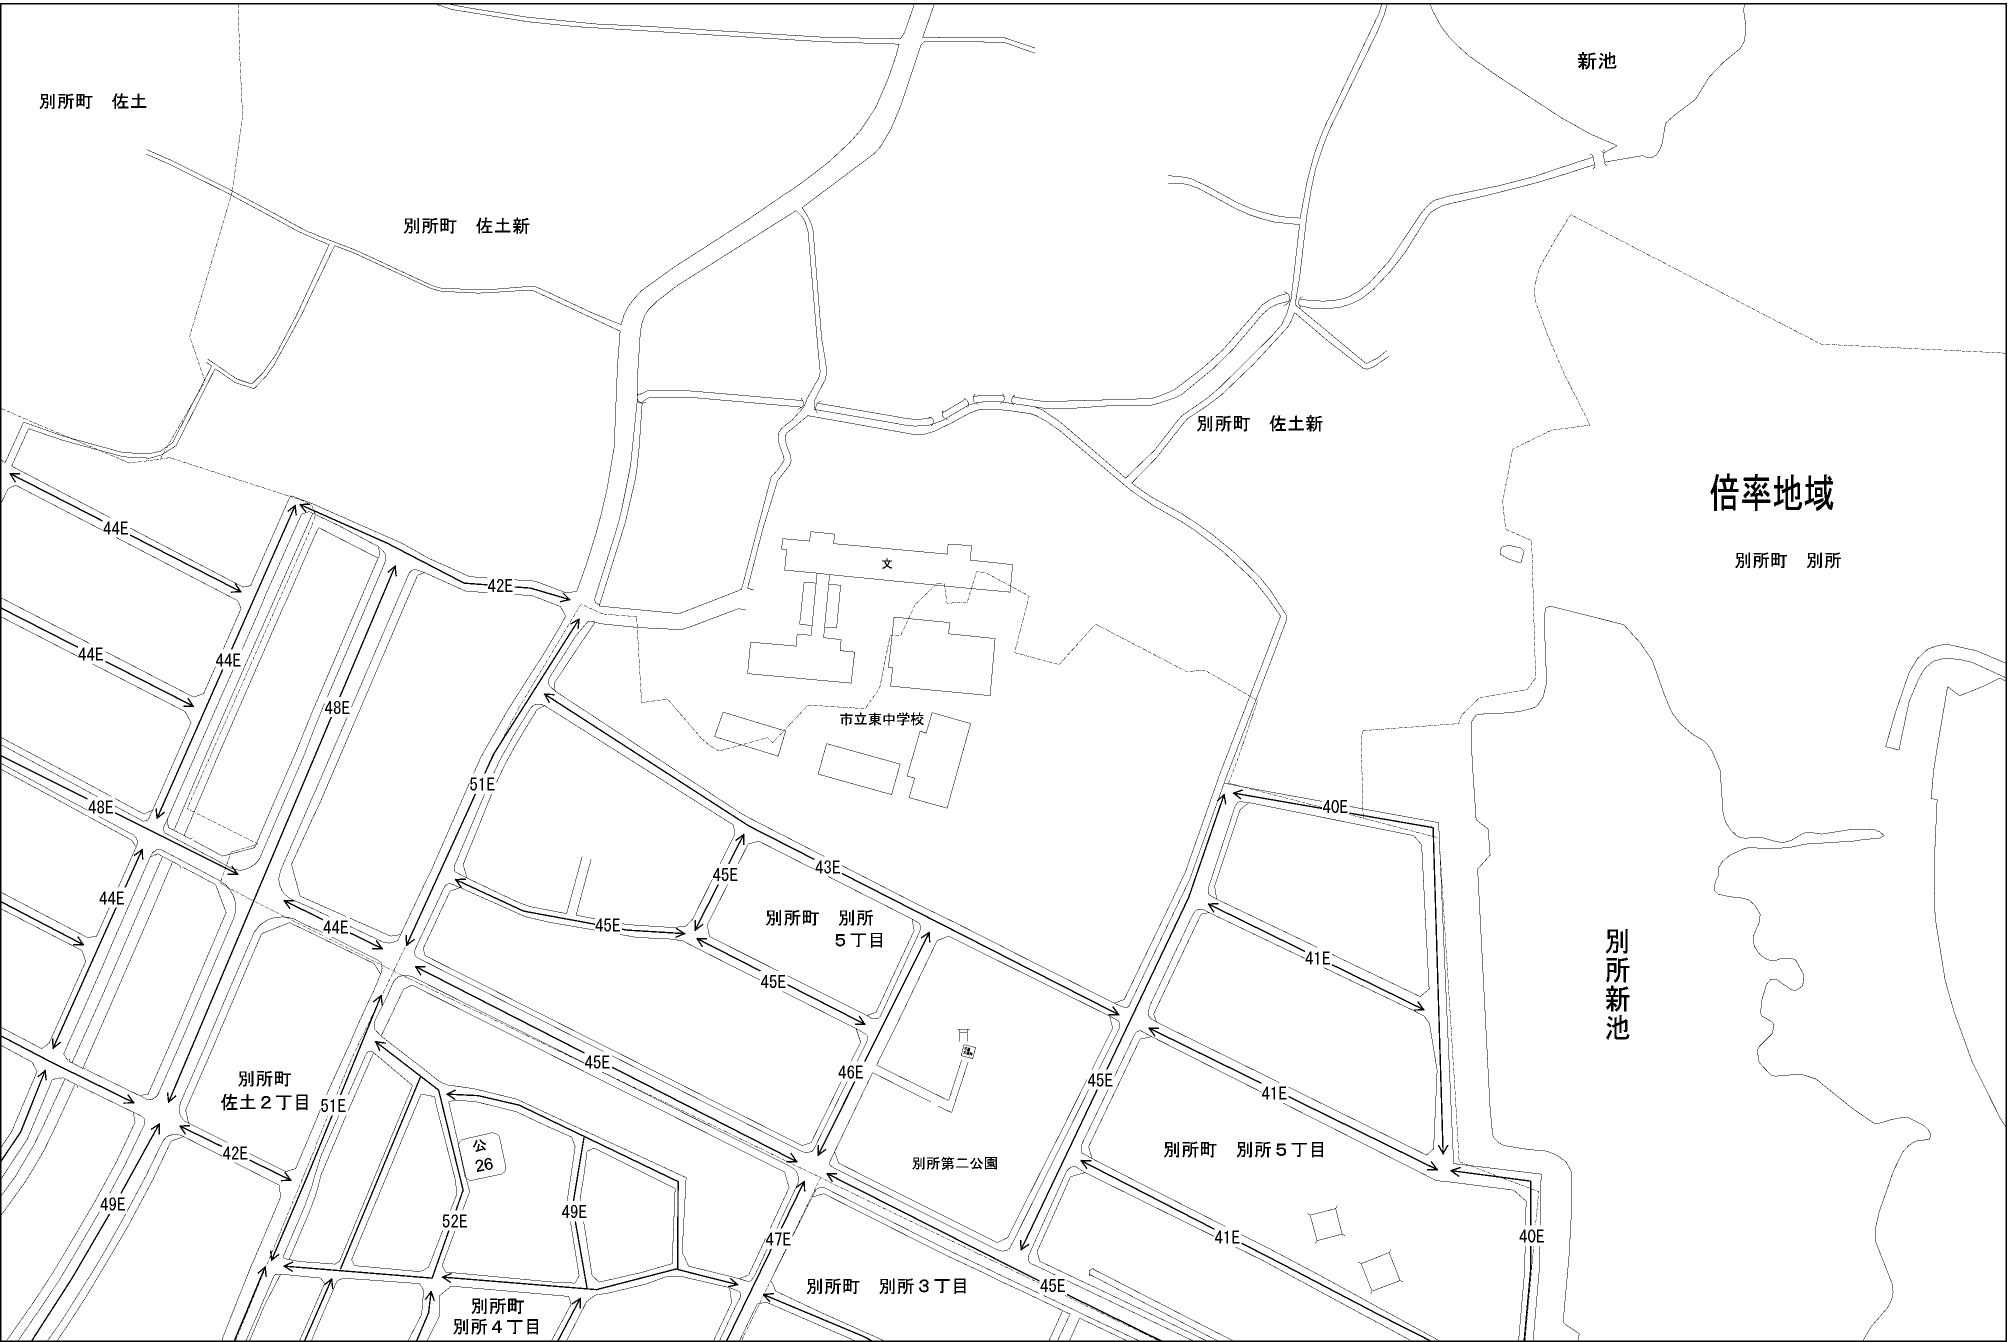 新池
別所町　佐土
別所町　佐土新
別所町　佐土新
倍率地域
別所町　別所
44E
文
42E
44E
44E
48E
市立東中学校
51E
48E
40E
43E
45E
44E
別所町　別所
５丁目
45E
44E
別所新池
41E
45E
45E
46E
別所町
佐土２丁目
45E
41E
51E
公
26
42E
別所第二公園
別所町　別所５丁目
49E
52E
49E
47E
41E
40E
別所町　別所３丁目
45E
別所町
別所４丁目